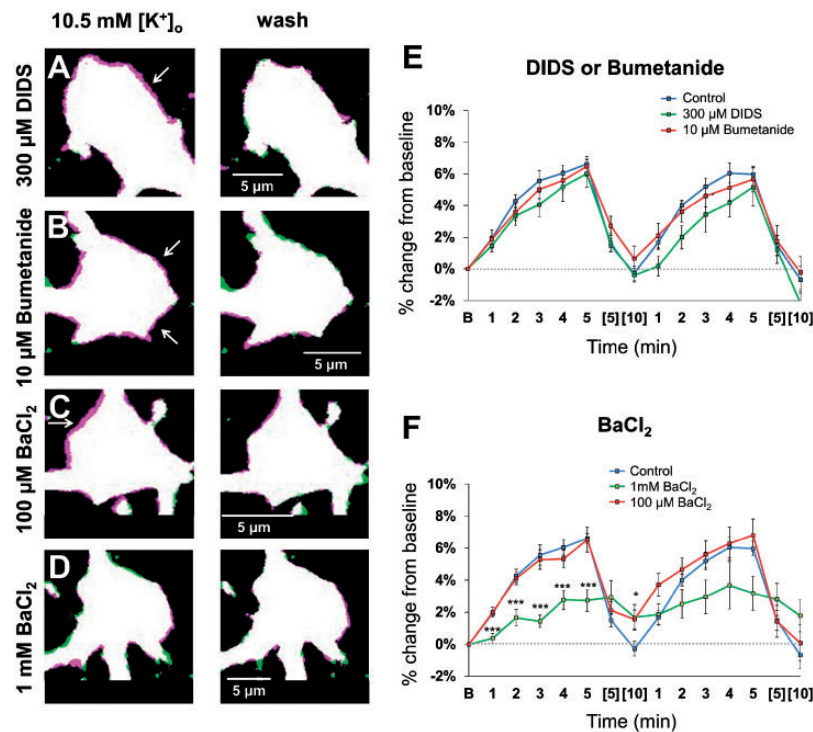 10.5 mM [K⁺]ₒ
wash
300 µM DIDS
A
5 µm
10 µM Bumetanide
B
5 µm
100 µM BaCl₂
C
5 µm
1 mM BaCl₂
D
5 µm
E
DIDS or Bumetanide
Control
300 µM DIDS
10 µM Bumetanide
% change from baseline
10%
8%
6%
4%
2%
0%
-2%
B 1 2 3 4 5 [5] [10] 1 2 3 4 5 [5] [10]
Time (min)
F
BaCl₂
Control
1mM BaCl₂
100 µM BaCl₂
% change from baseline
10%
8%
6%
4%
2%
0%
-2%
*** *** *** *** *** *
B 1 2 3 4 5 [5] [10] 1 2 3 4 5 [5] [10]
Time (min)